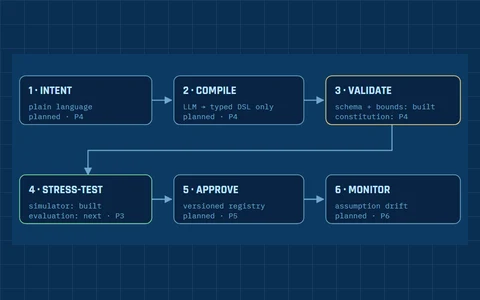 1 · INTENT
plain language
planned · P4
2 · COMPILE
LLM → typed DSL only
planned · P4
3 · VALIDATE
schema + bounds: built
constitution: P4
4 · STRESS-TEST
simulator: built
evaluation: next · P3
5 · APPROVE
versioned registry
planned · P5
6 · MONITOR
assumption drift
planned · P6